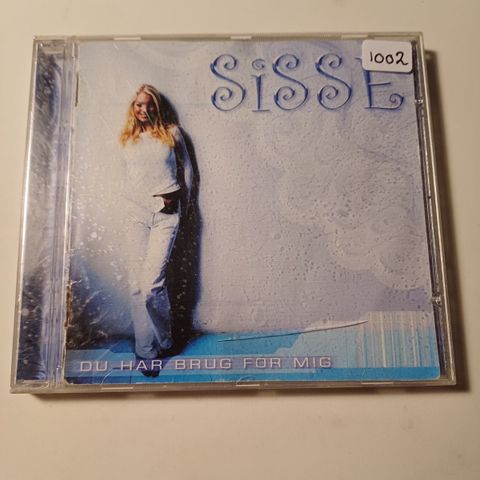 SiSSE
1002
DU HAR BRUG FOR MIG